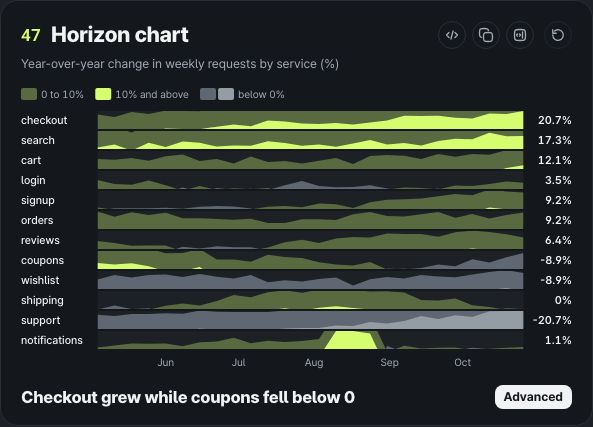 47 Horizon chart
Year-over-year change in weekly requests by service (%)
0 to 10% 10% and above below 0%
checkout 20.7%
search 17.3%
cart 12.1%
login 3.5%
signup 9.2%
orders 9.2%
reviews 6.4%
coupons -8.9%
wishlist -8.9%
shipping 0%
support -20.7%
notifications 1.1%
Jun Jul Aug Sep Oct
Checkout grew while coupons fell below 0
Advanced